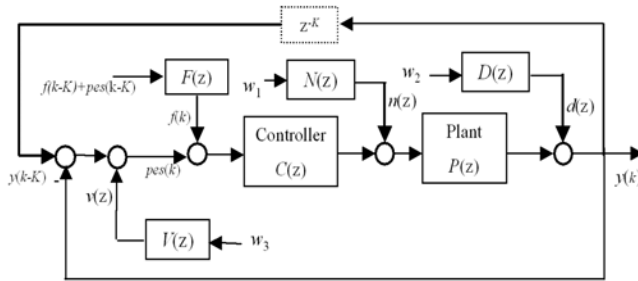 z⁻ᴷ
f(k-K)+pes(k-K)
F(z)
w₁
N(z)
w₂
D(z)
f(k)
n(z)
d(z)
Controller
C(z)
Plant
P(z)
y(k-K)
-
v(z)
pes(k)
y(k)
V(z)
w₃